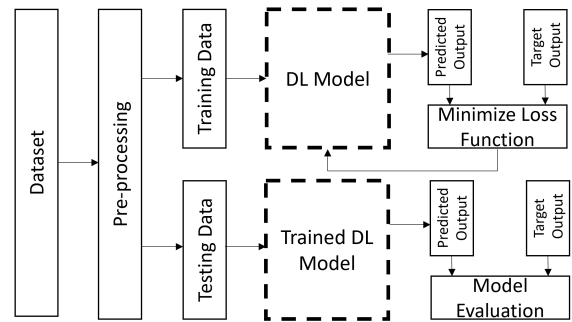 Dataset
Pre-processing
Training Data
DL Model
Predicted
Output
Target
Output
Minimize Loss
Function
Testing Data
Trained DL
Model
Predicted
Output
Target
Output
Model
Evaluation